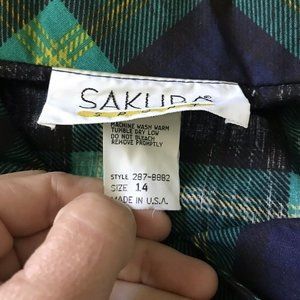 SAKURA®
SPORT
MACHINE WASH WARM
TUMBLE DRY LOW
DO NOT BLEACH
REMOVE PROMPTLY
STYLE 287-8882
SIZE 14
MADE IN U.S.A.